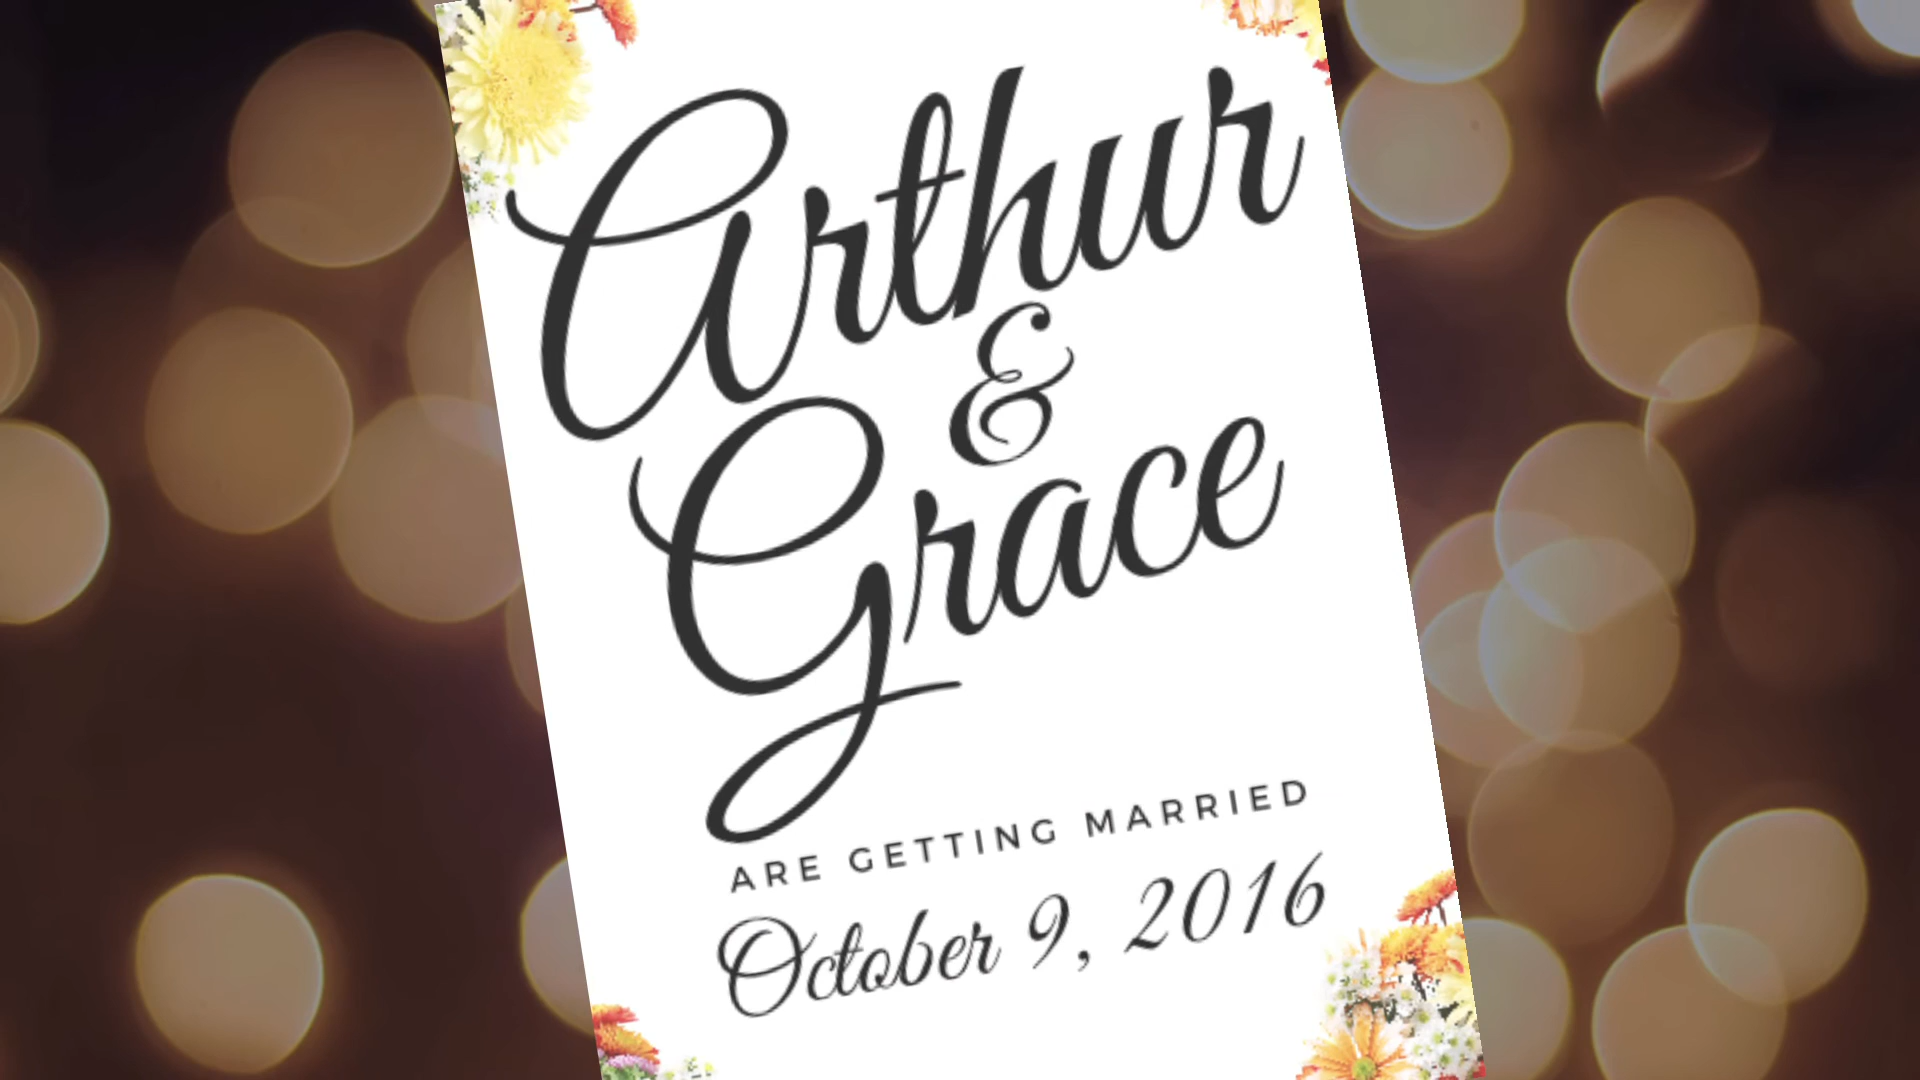 Arthur
&
Grace
ARE GETTING MARRIED
October 9, 2016